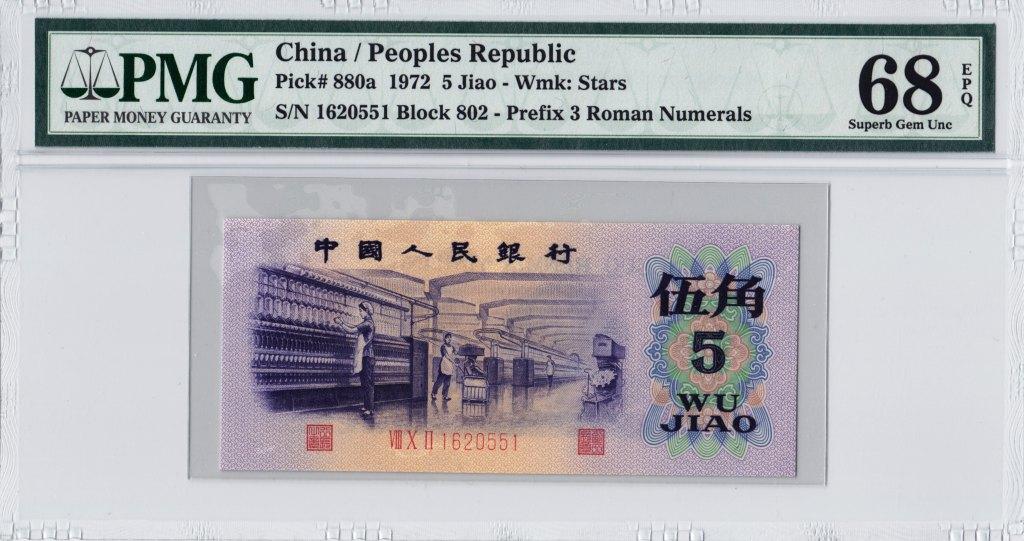 PMG
PAPER MONEY GUARANTY
China / Peoples Republic
Pick# 880a 1972 5 Jiao - Wmk: Stars
S/N 1620551 Block 802 - Prefix 3 Roman Numerals
68
EPQ
Superb Gem Unc
中國人民銀行
伍角
5
WU
JIAO
VIII X II 1620551